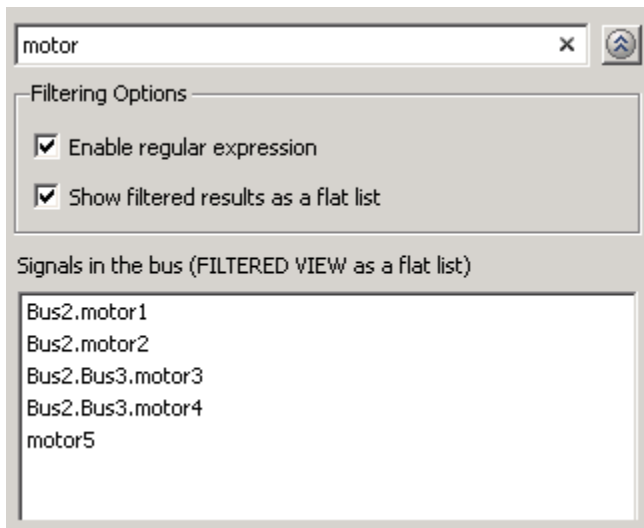 motor
Filtering Options
Enable regular expression
Show filtered results as a flat list
Signals in the bus (FILTERED VIEW as a flat list)
Bus2.motor1
Bus2.motor2
Bus2.Bus3.motor3
Bus2.Bus3.motor4
motor5